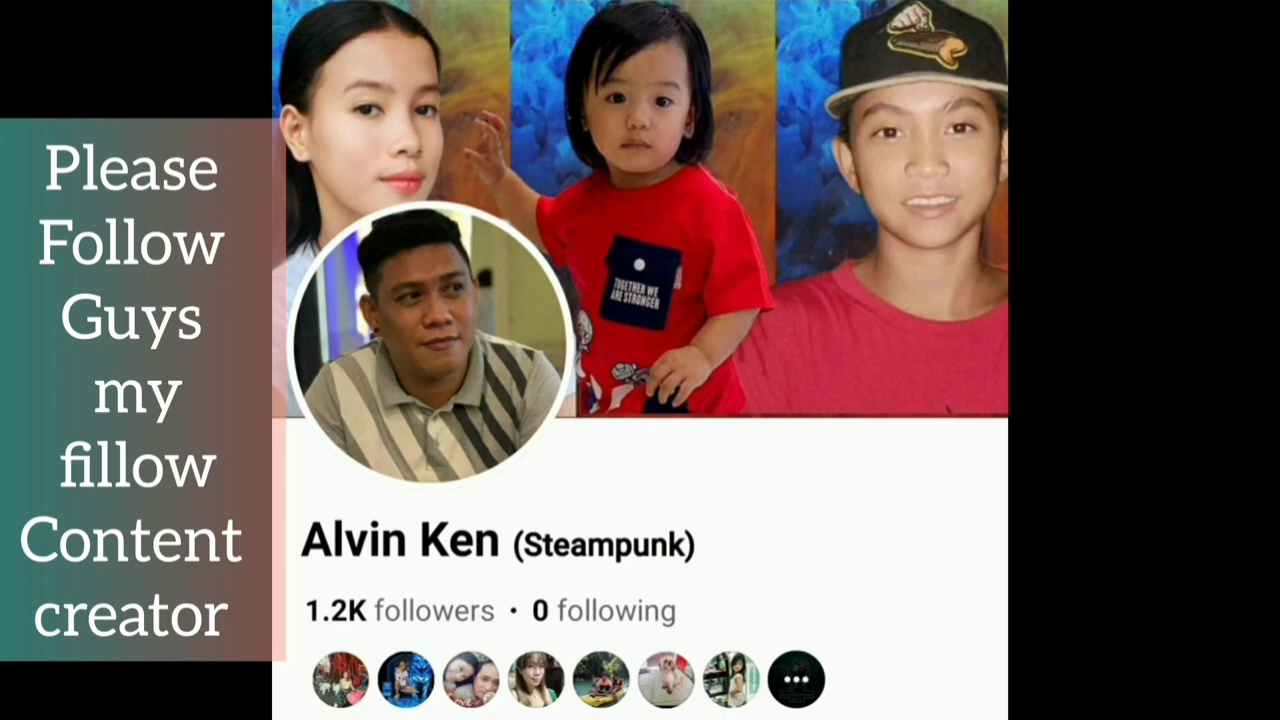 Please
Follow
Guys
my
fillow
Content
creator
TOGETHER WE
ARE STRONGER
Alvin Ken (Steampunk)
1.2K followers • 0 following